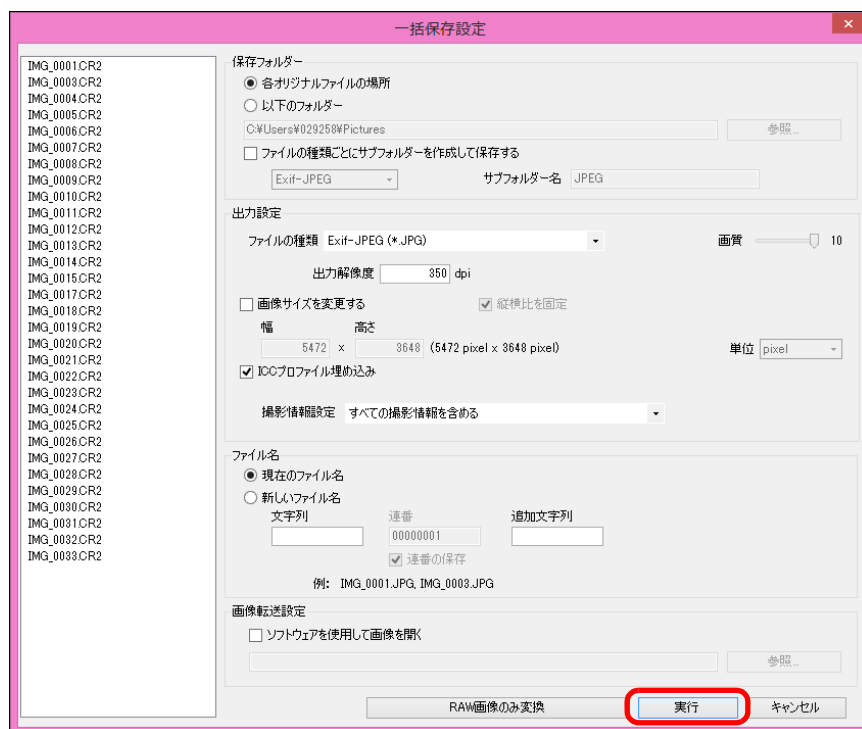 一括保存設定
IMG_0001.CR2
IMG_0003.CR2
IMG_0004.CR2
IMG_0005.CR2
IMG_0006.CR2
IMG_0007.CR2
IMG_0008.CR2
IMG_0009.CR2
IMG_0010.CR2
IMG_0011.CR2
IMG_0012.CR2
IMG_0013.CR2
IMG_0014.CR2
IMG_0015.CR2
IMG_0017.CR2
IMG_0018.CR2
IMG_0019.CR2
IMG_0020.CR2
IMG_0021.CR2
IMG_0022.CR2
IMG_0023.CR2
IMG_0024.CR2
IMG_0025.CR2
IMG_0026.CR2
IMG_0027.CR2
IMG_0028.CR2
IMG_0029.CR2
IMG_0030.CR2
IMG_0031.CR2
IMG_0032.CR2
IMG_0033.CR2
保存フォルダー
各オリジナルファイルの場所
以下のフォルダー
C:¥Users¥029258¥Pictures 参照...
ファイルの種類ごとにサブフォルダーを作成して保存する
Exif-JPEG サブフォルダー名 JPEG
出力設定
ファイルの種類 Exif-JPEG (*.JPG) 画質 10
出力解像度 350 dpi
画像サイズを変更する 縦横比を固定
幅 高さ
5472 x 3648 (5472 pixel x 3648 pixel) 単位 pixel
ICCプロファイル埋め込み
撮影情報設定 すべての撮影情報を含める
ファイル名
現在のファイル名
新しいファイル名
文字列 連番 追加文字列
00000001
連番の保存
例: IMG_0001.JPG, IMG_0003.JPG
画像転送設定
ソフトウェアを使用して画像を開く
参照...
RAW画像のみ変換 実行 キャンセル